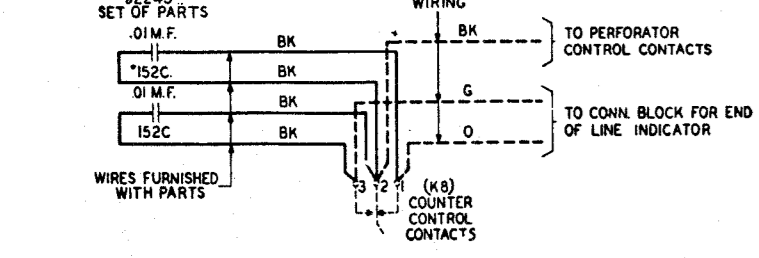 SET OF PARTS
WIRING
.01 M.F.
BK
BK
TO PERFORATOR
CONTROL CONTACTS
*152C.
BK
.01 M.F.
BK
G
TO CONN. BLOCK FOR END
OF LINE INDICATOR
152C
BK
O
WIRES FURNISHED
WITH PARTS
3 2 1
(K8)
COUNTER
CONTROL
CONTACTS